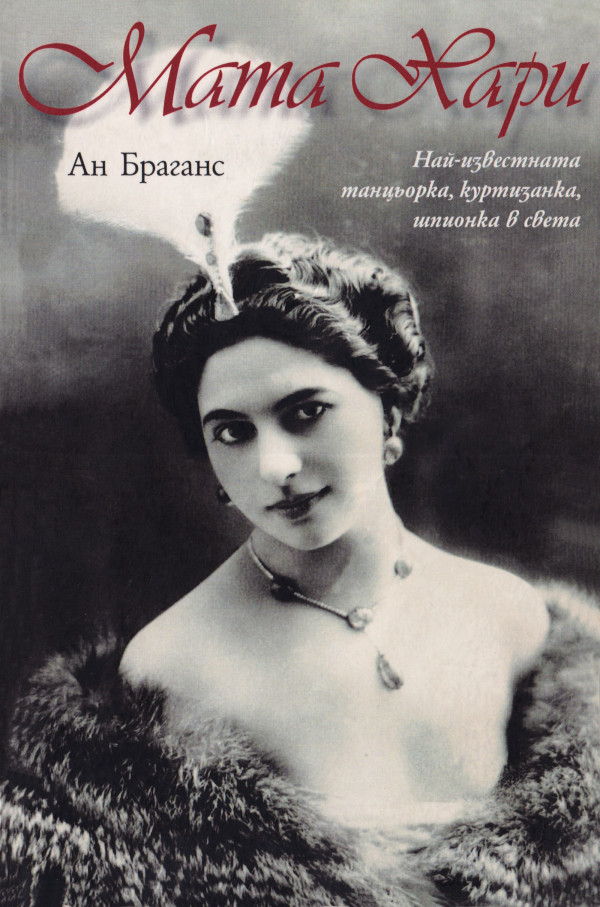 Мата Хари
Ан Браганс
Най-известната
танцьорка, куртизанка,
шпионка в света